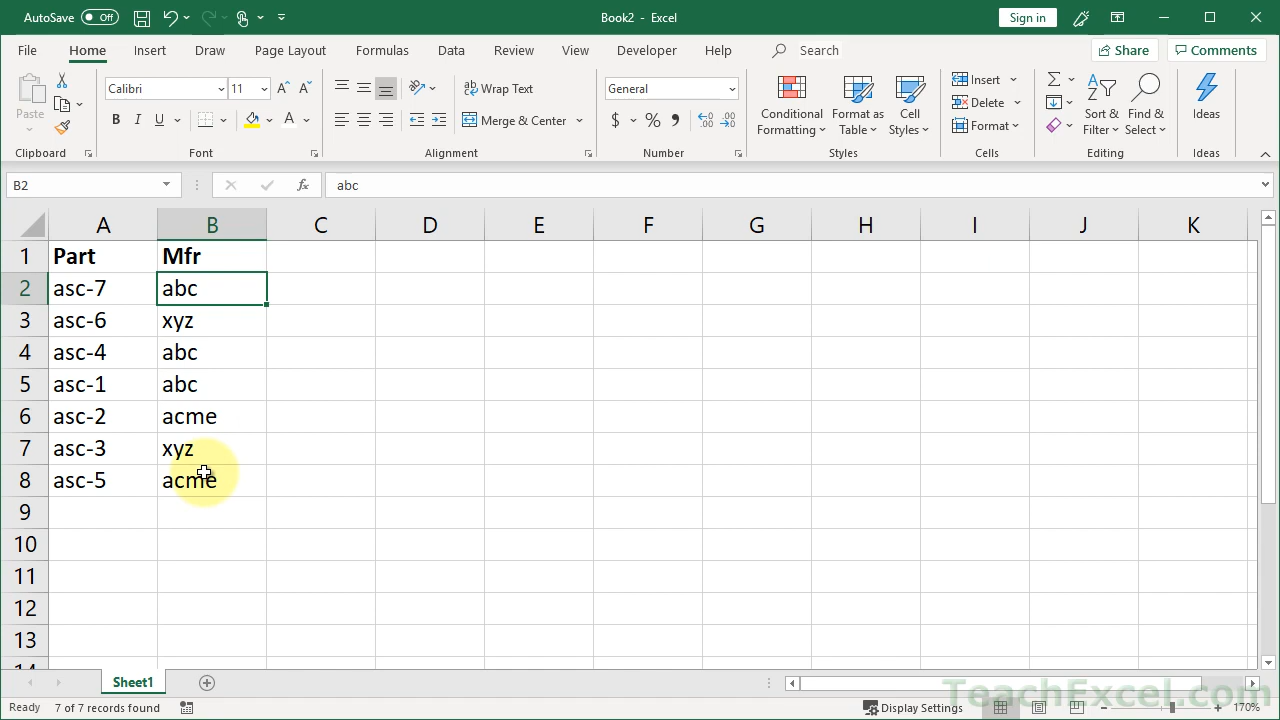 AutoSave Off Book2 - Excel Sign in
File Home Insert Draw Page Layout Formulas Data Review View Developer Help Search Share Comments
Paste
Clipboard
Calibri 11 A A
B I U A
Font
Wrap Text
Merge & Center
Alignment
General
$ % 9 .00 .00
Number
Conditional Formatting
Format as Table
Cell Styles
Styles
Insert
Delete
Format
Cells
Sort & Filter
Find & Select
Editing
Ideas
Ideas
B2 fx abc
A B C D E F G H I J K
1 Part Mfr
2 asc-7 abc
3 asc-6 xyz
4 asc-4 abc
5 asc-1 abc
6 asc-2 acme
7 asc-3 xyz
8 asc-5 acme
9
10
11
12
13
14
Sheet1
TeachExcel.com
Ready 7 of 7 records found Display Settings 170%